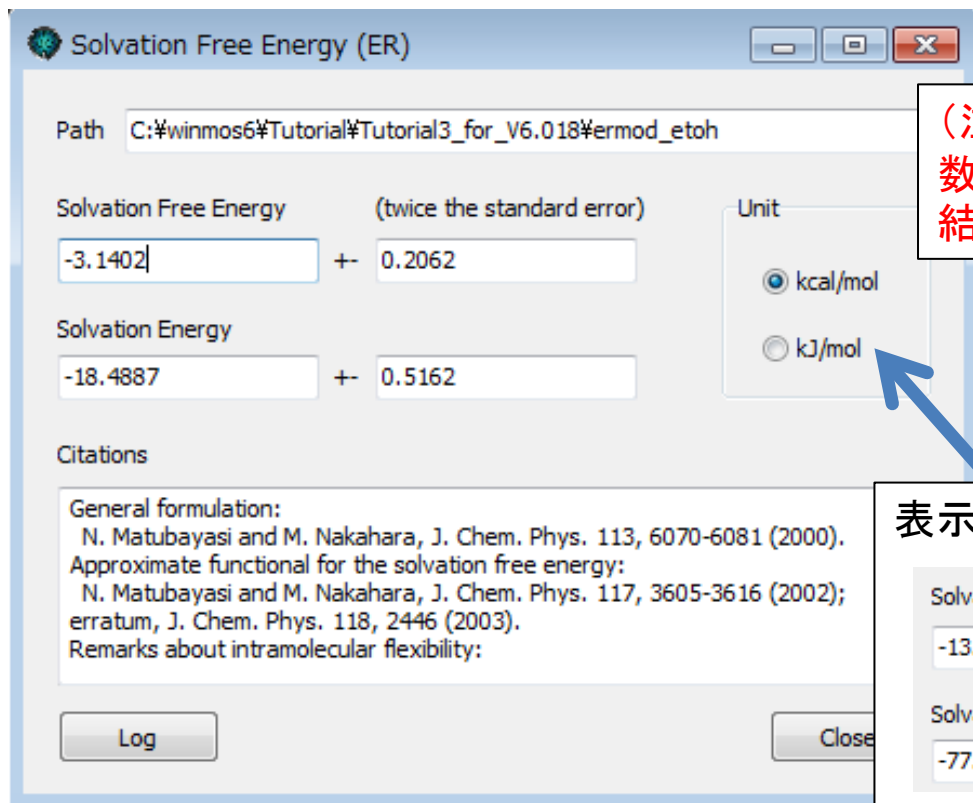 Solvation Free Energy (ER)
（注
数
結
Path C:¥winmos6¥Tutorial¥Tutorial3_for_V6.018¥ermod_etoh
Solvation Free Energy (twice the standard error) Unit
-3.1402 +- 0.2062
kcal/mol
Solvation Energy
kJ/mol
-18.4887 +- 0.5162
Citations
General formulation:
N. Matubayasi and M. Nakahara, J. Chem. Phys. 113, 6070-6081 (2000).
Approximate functional for the solvation free energy:
N. Matubayasi and M. Nakahara, J. Chem. Phys. 117, 3605-3616 (2002);
erratum, J. Chem. Phys. 118, 2446 (2003).
Remarks about intramolecular flexibility:
Log Close
表示
Solv
-13
Solv
-77